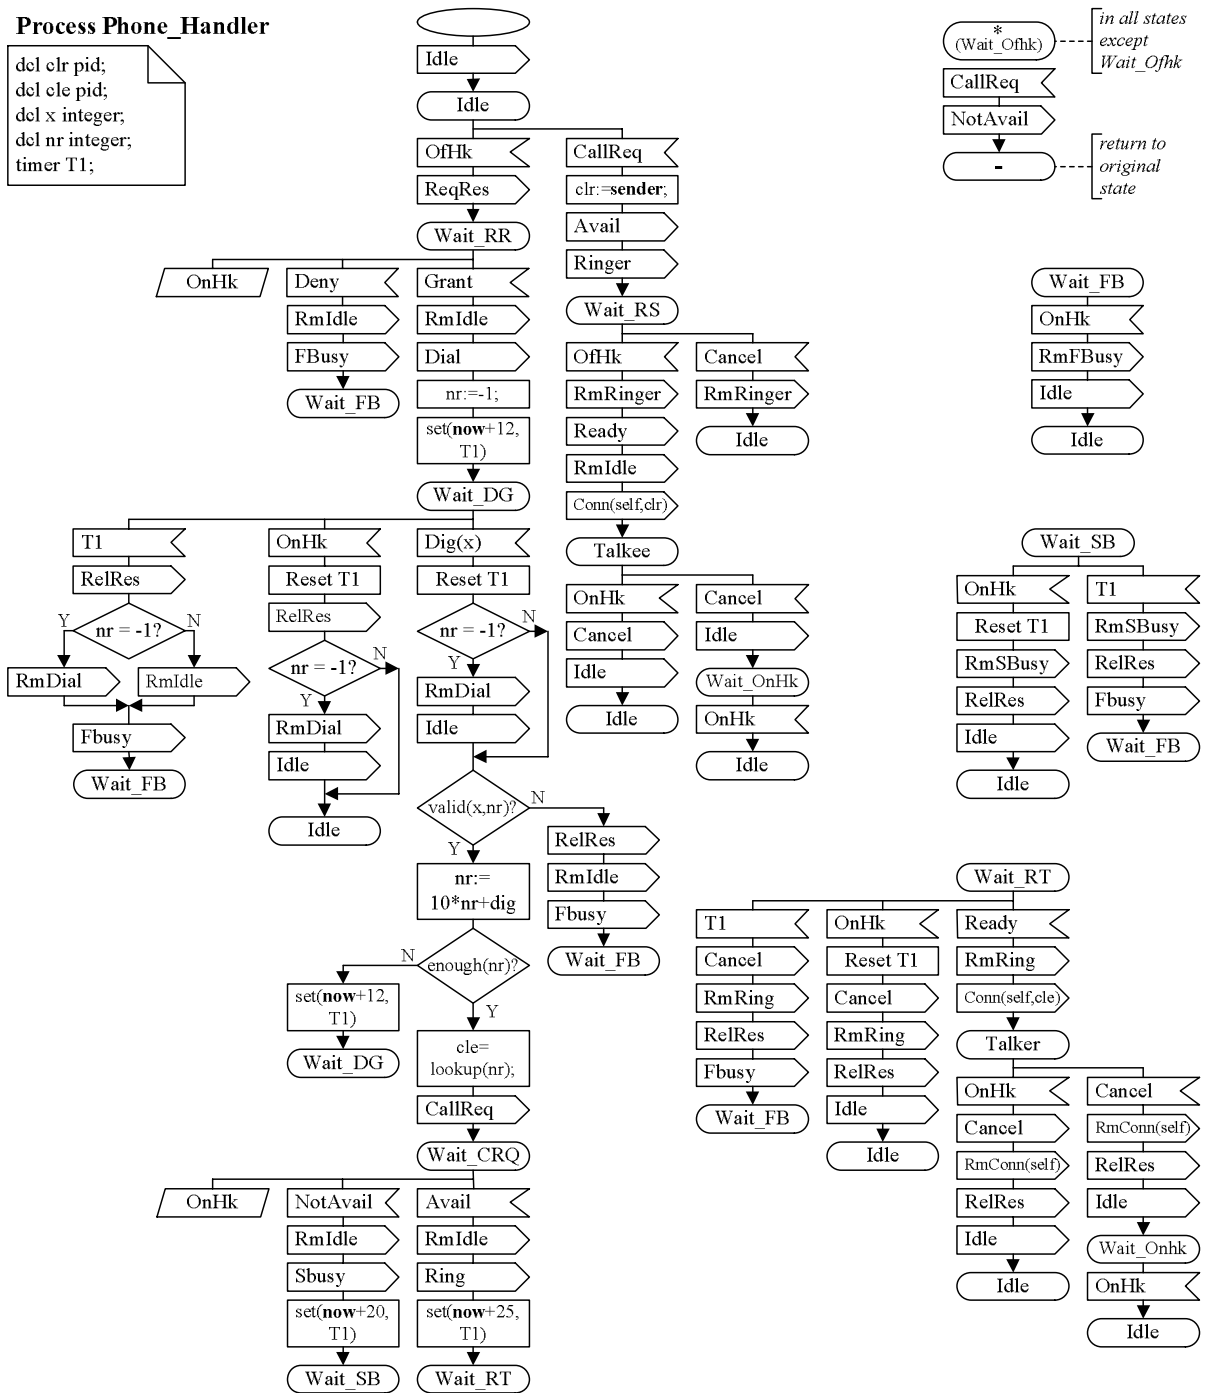 Process Phone_Handler
dcl clr pid;
dcl cle pid;
dcl x integer;
dcl nr integer;
timer T1;
Idle
Idle
OfHk
ReqRes
Wait_RR
CallReq
clr:=sender;
Avail
Ringer
Wait_RS
*
(Wait_Ofhk)
in all states
except
Wait_Ofhk
CallReq
NotAvail
-
return to
original
state
OnHk
Deny
RmIdle
FBusy
Wait_FB
Grant
RmIdle
Dial
nr:=-1;
set(now+12,
T1)
Wait_DG
OfHk
RmRinger
Ready
RmIdle
Conn(self,clr)
Talkee
Cancel
RmRinger
Idle
Wait_FB
OnHk
RmFBusy
Idle
Idle
T1
RelRes
Y
nr = -1?
N
RmDial
RmIdle
Fbusy
Wait_FB
OnHk
Reset T1
RelRes
nr = -1?
N
Y
RmDial
Idle
Idle
Dig(x)
Reset T1
nr = -1?
N
Y
RmDial
Idle
valid(x,nr)?
N
Y
RelRes
RmIdle
Fbusy
Wait_FB
nr:=
10*nr+dig
enough(nr)?
N
Y
set(now+12,
T1)
Wait_DG
cle=
lookup(nr);
CallReq
Wait_CRQ
OnHk
Cancel
Idle
Idle
Cancel
Idle
Wait_OnHk
OnHk
Idle
Wait_SB
OnHk
Reset T1
RmSBusy
RelRes
Idle
Idle
T1
RmSBusy
RelRes
Fbusy
Wait_FB
Wait_RT
T1
Cancel
RmRing
RelRes
Fbusy
Wait_FB
OnHk
Reset T1
Cancel
RmRing
RelRes
Idle
Idle
Ready
RmRing
Conn(self,cle)
Talker
OnHk
Cancel
RmConn(self)
RelRes
Idle
Idle
Cancel
RmConn(self)
RelRes
Idle
Wait_Onhk
OnHk
Idle
OnHk
NotAvail
RmIdle
Sbusy
set(now+20,
T1)
Wait_SB
Avail
RmIdle
Ring
set(now+25,
T1)
Wait_RT